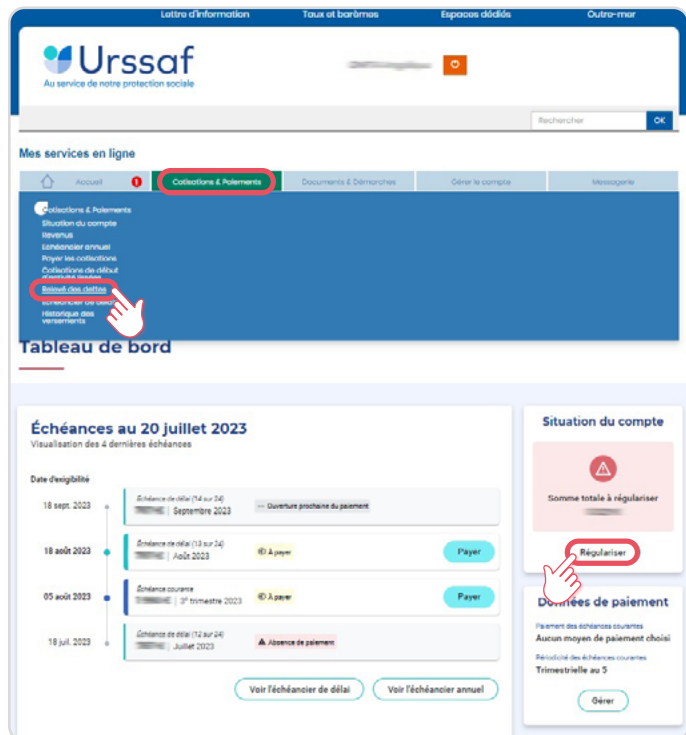 Lettre d'information Taux et barèmes Espaces dédiés Outre-mer
Urssaf
Au service de notre protection sociale
Rechercher OK
Mes services en ligne
Accueil 1 Cotisations & Paiements Documents & Démarches Gérer le compte Messagerie
Cotisations & Paiements
Situation du compte
Revenus
Echéancier annuel
Payer les cotisations
Cotisations de début
d'activité lissées
Relevé des dettes
Echéancier de délai
Historique des
versements
Tableau de bord
Échéances au 20 juillet 2023
Visualisation des 4 dernières échéances
Date d'exigibilité
18 sept. 2023
Échéance de délai (14 sur 24)
| Septembre 2023
Ouverture prochaine du paiement
18 août 2023
Échéance de délai (13 sur 24)
| Août 2023
À payer
Payer
05 août 2023
Échéance courante
| 3e trimestre 2023
À payer
Payer
18 juil. 2023
Échéance de délai (12 sur 24)
| Juillet 2023
Absence de paiement
Voir l'échéancier de délai Voir l'échéancier annuel
Situation du compte
Somme totale à régulariser
Régulariser
Données de paiement
Paiement des échéances courantes
Aucun moyen de paiement choisi
Périodicité des échéances courantes
Trimestrielle au 5
Gérer